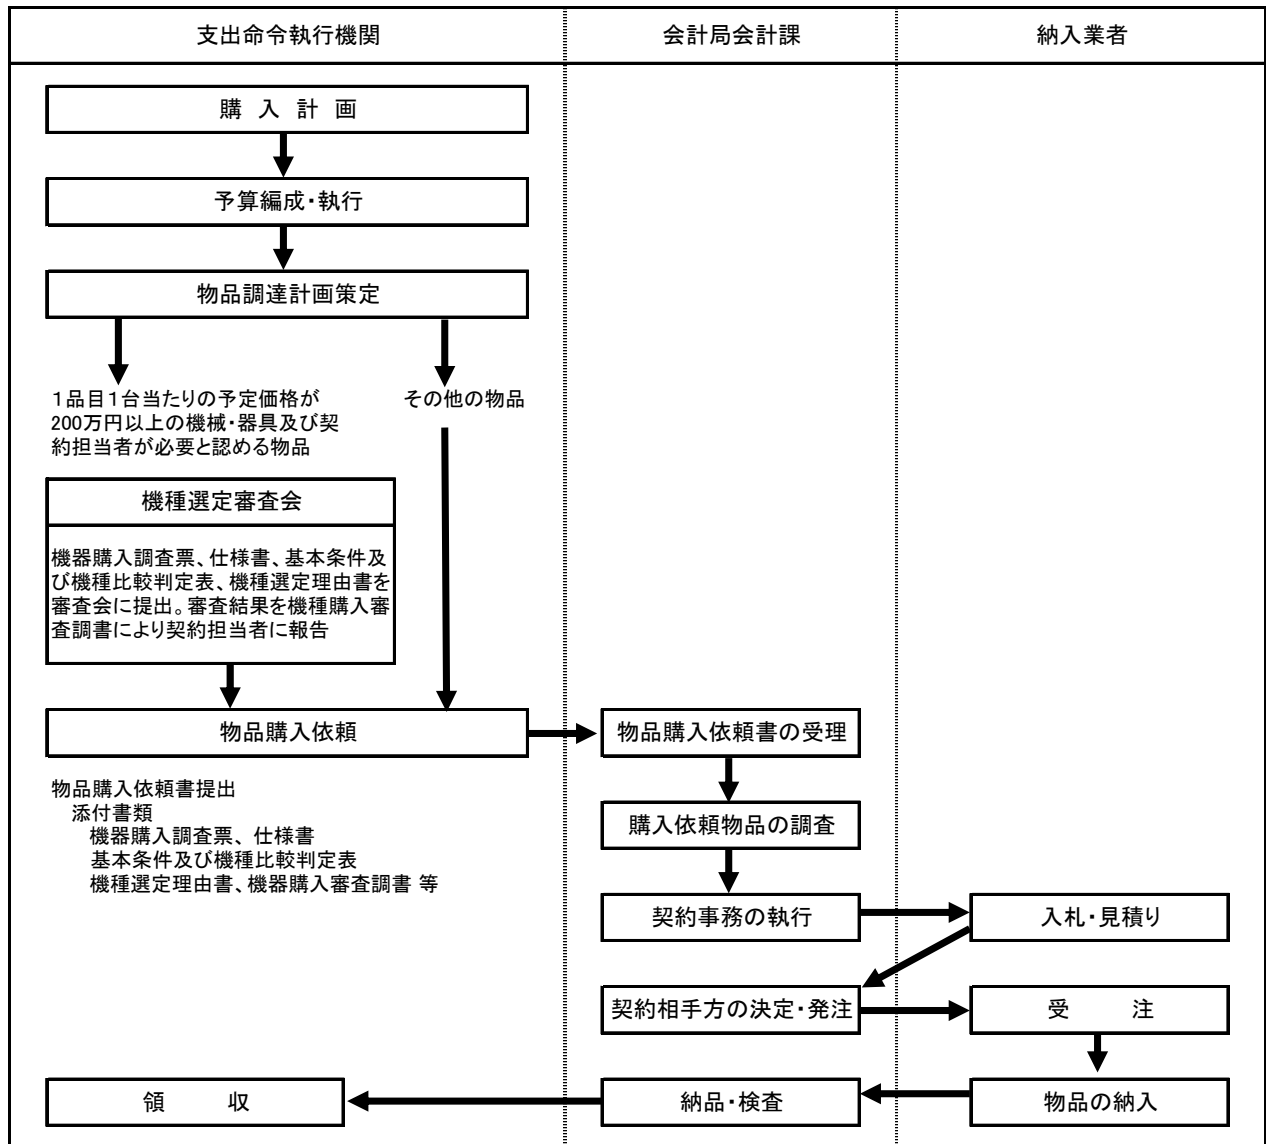 支出命令執行機関
会計局会計課
納入業者
購 入 計 画
予算編成・執行
物品調達計画策定
１品目１台当たりの予定価格が
200万円以上の機械・器具及び契
約担当者が必要と認める物品
その他の物品
機種選定審査会
機器購入調査票、仕様書、基本条件及
び機種比較判定表、機種選定理由書を
審査会に提出。審査結果を機種購入審
査調書により契約担当者に報告
物品購入依頼
物品購入依頼書の受理
物品購入依頼書提出
添付書類
機器購入調査票、仕様書
基本条件及び機種比較判定表
機種選定理由書、機器購入審査調書 等
購入依頼物品の調査
契約事務の執行
入札・見積り
契約相手方の決定・発注
受 注
領 収
納品・検査
物品の納入